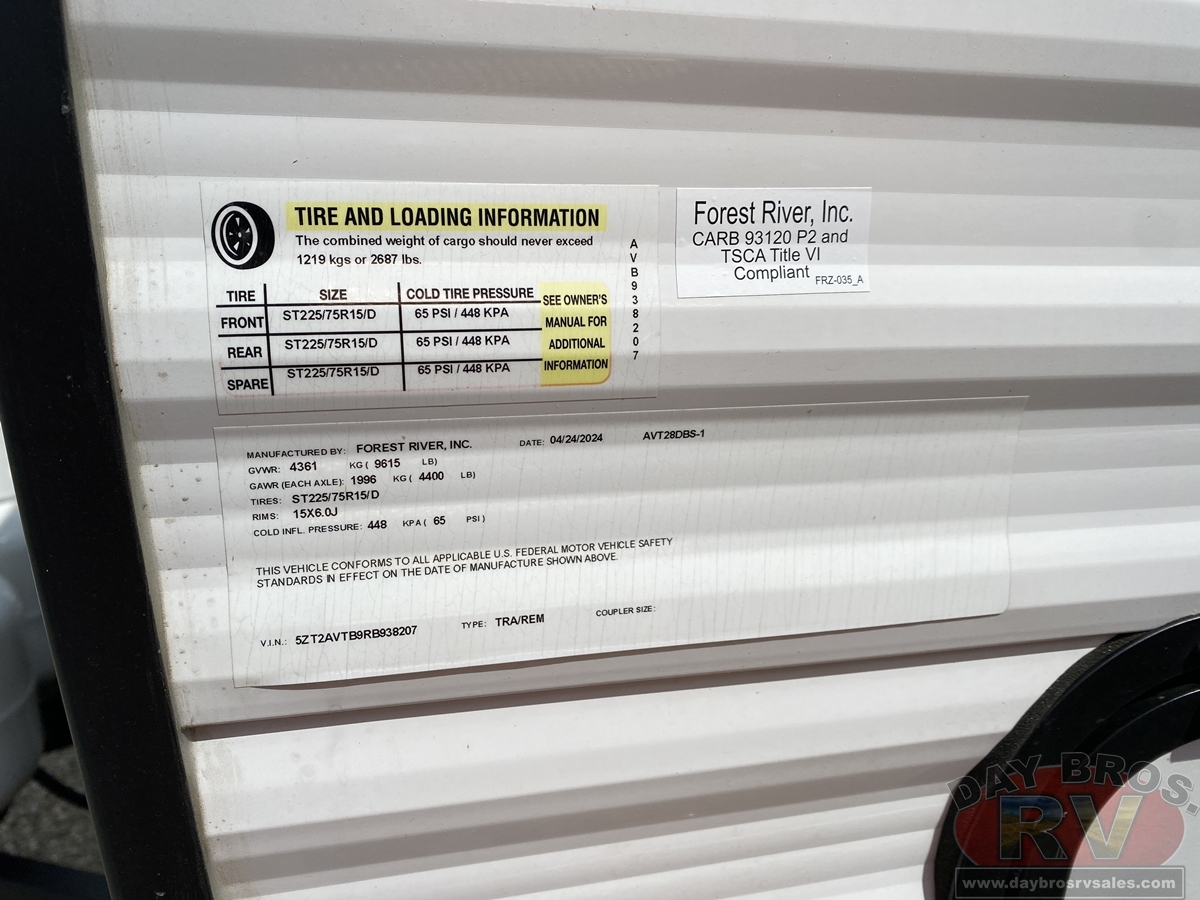 TIRE AND LOADING INFORMATION
The combined weight of cargo should never exceed
1219 kgs or 2687 lbs.
TIRE SIZE COLD TIRE PRESSURE SEE OWNER'S
FRONT ST225/75R15/D 65 PSI / 448 KPA MANUAL FOR
REAR ST225/75R15/D 65 PSI / 448 KPA ADDITIONAL
SPARE ST225/75R15/D 65 PSI / 448 KPA INFORMATION
AVB938207
Forest River, Inc.
CARB 93120 P2 and
TSCA Title VI
Compliant FRZ-035_A
MANUFACTURED BY: FOREST RIVER, INC. DATE: 04/24/2024 AVT28DBS-1
GVWR: 4361 KG ( 9615 LB)
GAWR (EACH AXLE): 1996 KG ( 4400 LB)
TIRES: ST225/75R15/D
RIMS: 15X6.0J
COLD INFL. PRESSURE: 448 KPA ( 65 PSI )
THIS VEHICLE CONFORMS TO ALL APPLICABLE U.S. FEDERAL MOTOR VEHICLE SAFETY
STANDARDS IN EFFECT ON THE DATE OF MANUFACTURE SHOWN ABOVE.
V.I.N.: 5ZT2AVTB9RB938207 TYPE: TRA/REM COUPLER SIZE:
DAY BROS.
RV
www.daybrosrvsales.com